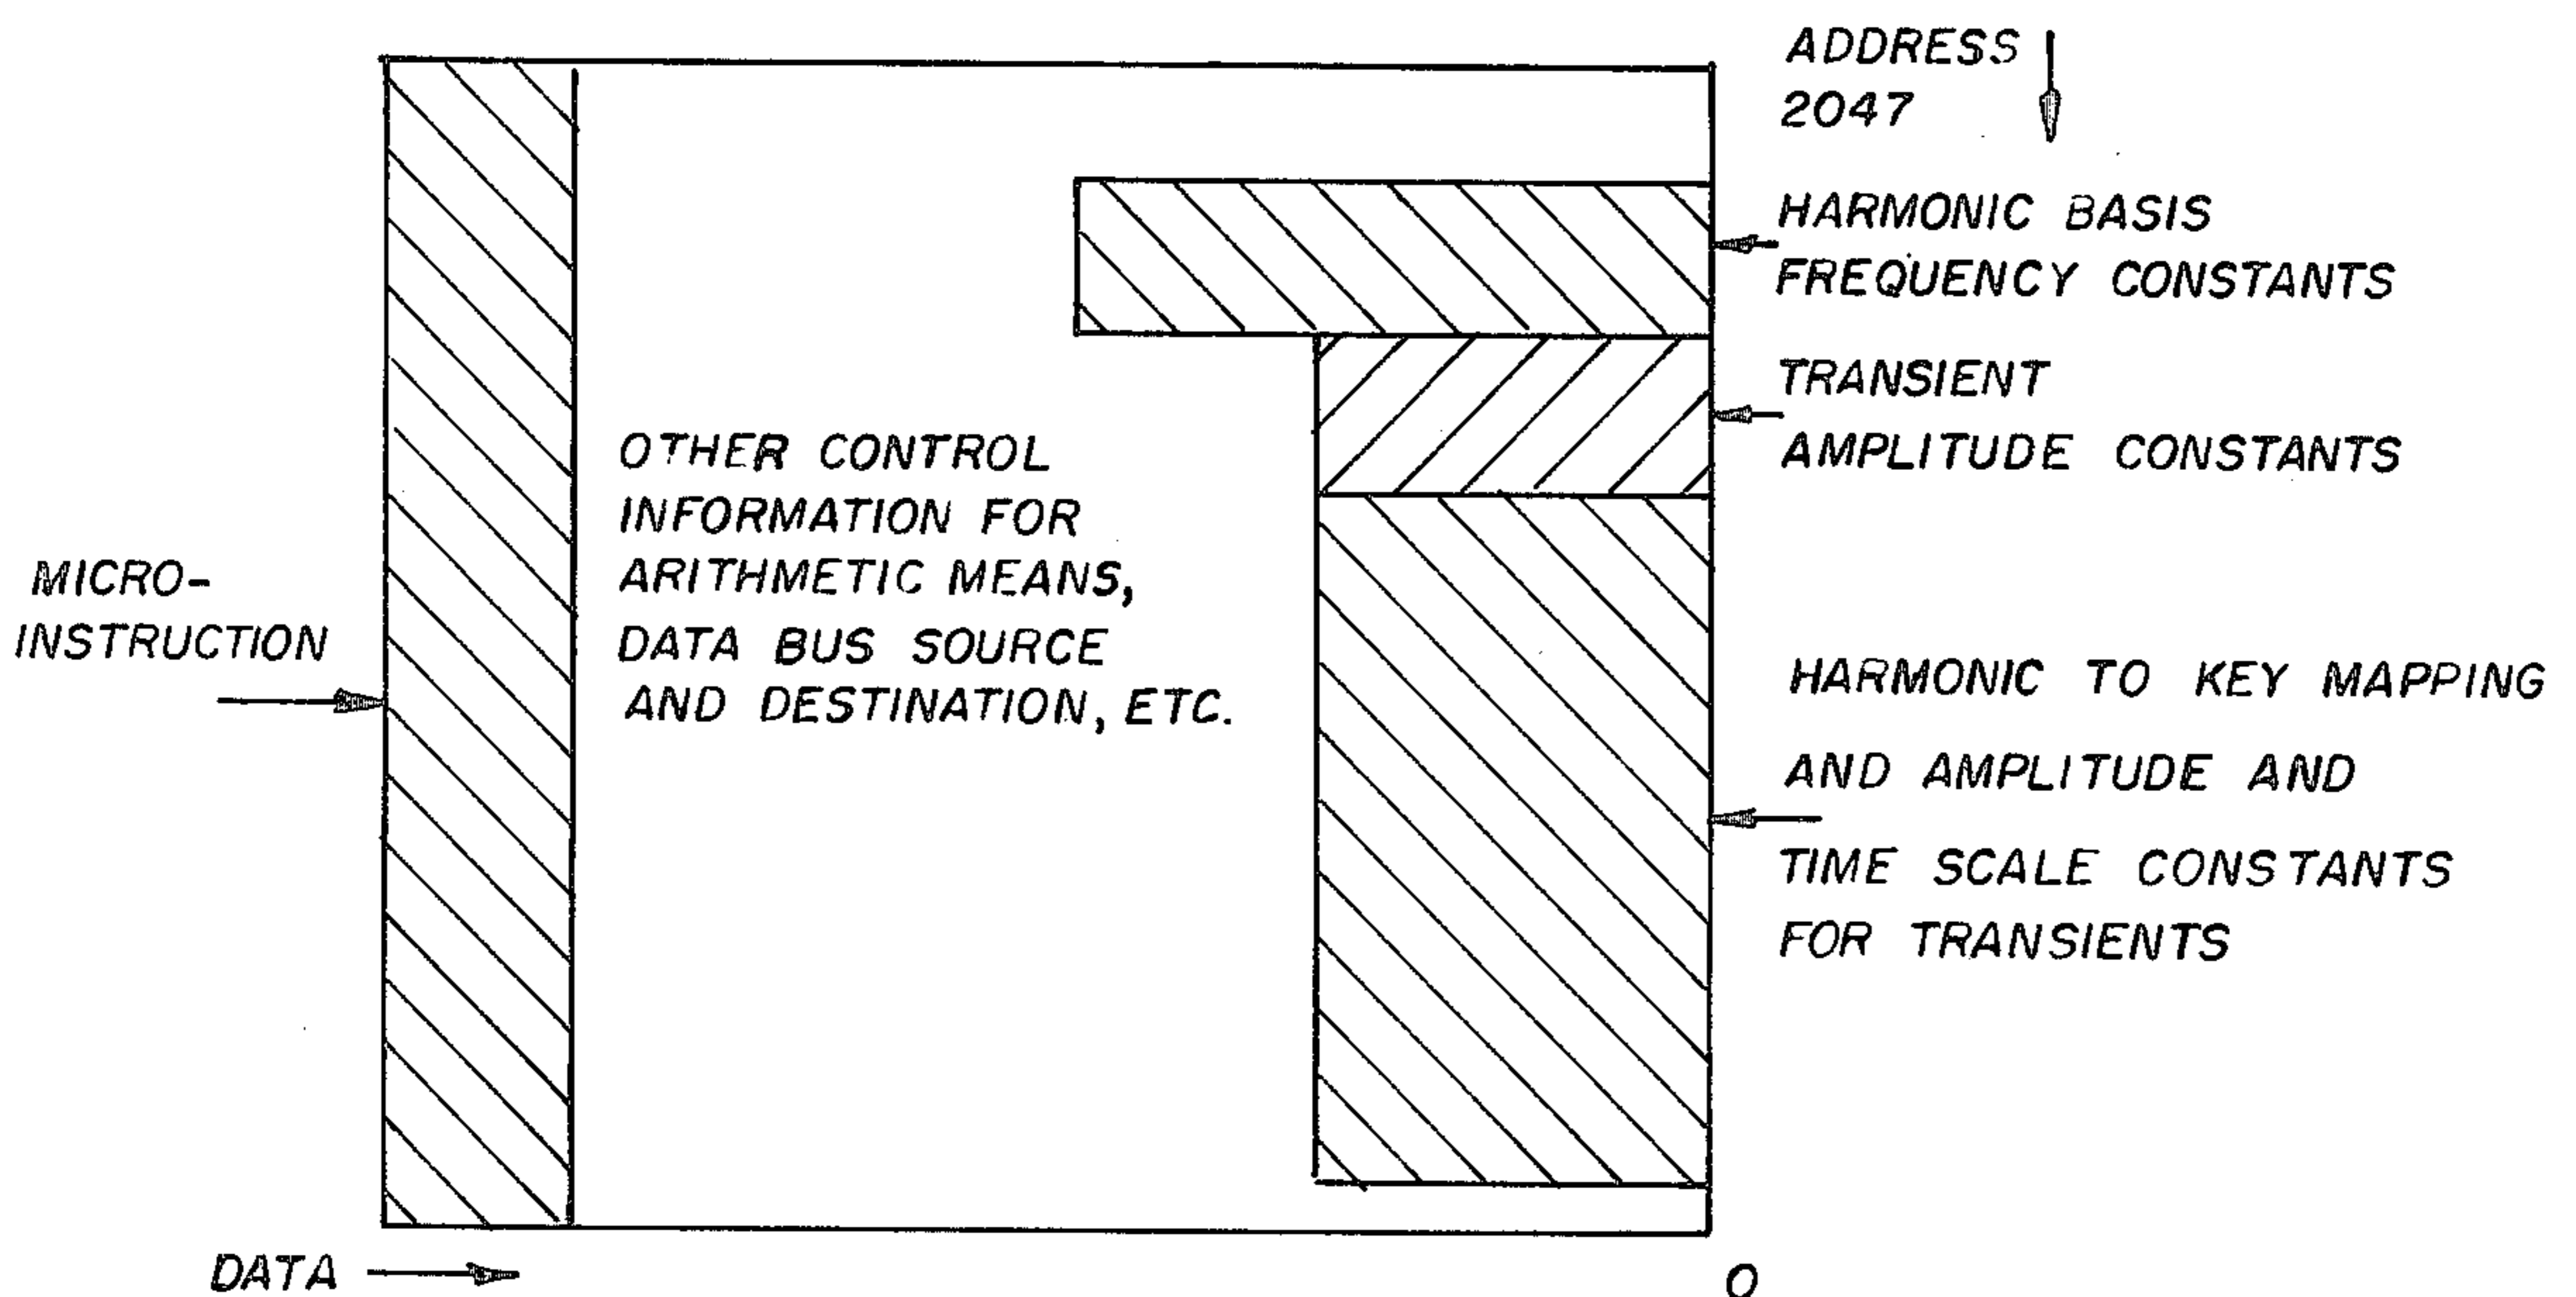 ADDRESS
2047
HARMONIC BASIS
FREQUENCY CONSTANTS
TRANSIENT
AMPLITUDE CONSTANTS
OTHER CONTROL
INFORMATION FOR
ARITHMETIC MEANS,
DATA BUS SOURCE
AND DESTINATION, ETC.
MICRO-
INSTRUCTION
HARMONIC TO KEY MAPPING
AND AMPLITUDE AND
TIME SCALE CONSTANTS
FOR TRANSIENTS
DATA
0